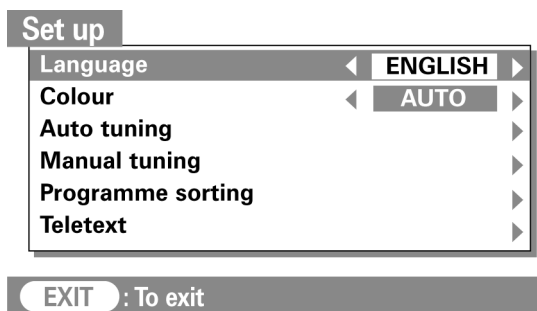 Set up
Language ENGLISH
Colour AUTO
Auto tuning
Manual tuning
Programme sorting
Teletext
EXIT : To exit